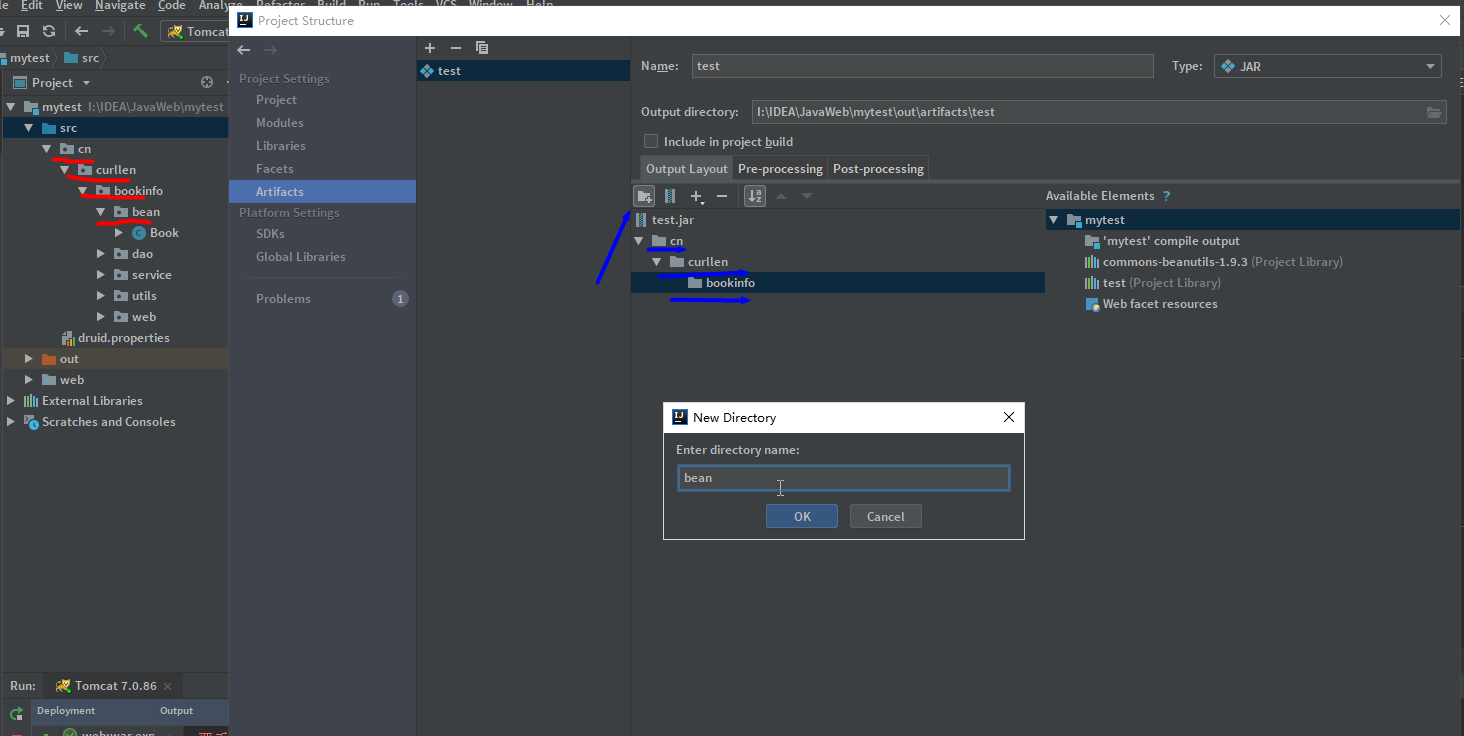 Edit View Navigate Code Analyze Refactor Build Run Tools VCS Window Help
Project Structure
Tomcat
mytest src
Project
mytest I:\IDEA\JavaWeb\mytest
src
cn
curllen
bookinfo
bean
Book
dao
service
utils
web
druid.properties
out
web
External Libraries
Scratches and Consoles
Run: Tomcat 7.0.86
Deployment Output
Project Settings
Project
Modules
Libraries
Facets
Artifacts
Platform Settings
SDKs
Global Libraries
Problems 1
test
Name: test Type: JAR
Output directory: I:\IDEA\JavaWeb\mytest\out\artifacts\test
Include in project build
Output Layout Pre-processing Post-processing
Available Elements ?
test.jar
cn
curllen
bookinfo
mytest
'mytest' compile output
commons-beanutils-1.9.3 (Project Library)
test (Project Library)
Web facet resources
New Directory
Enter directory name:
bean
OK Cancel